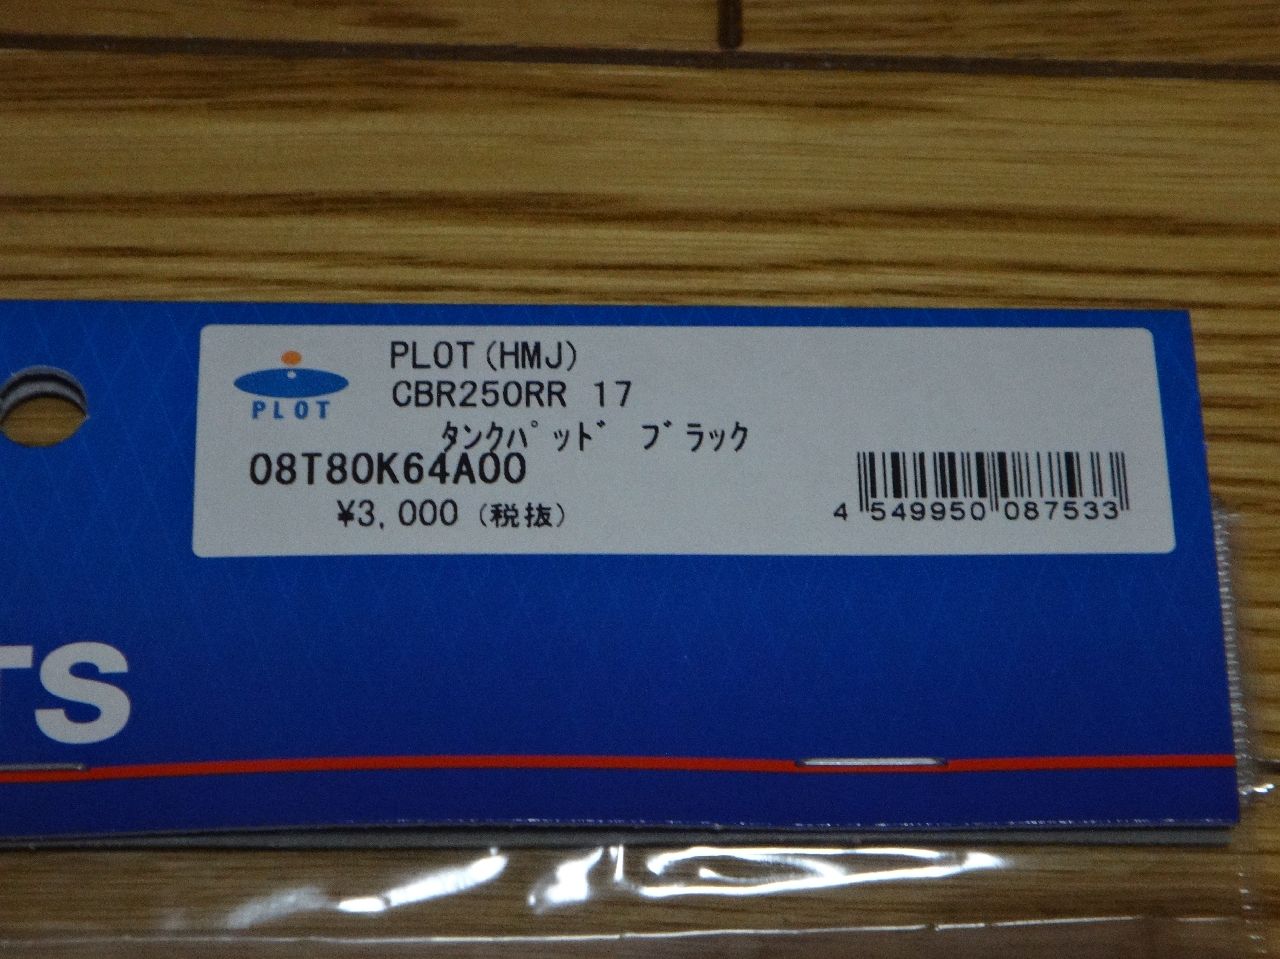 PLOT
PLOT(HMJ)
CBR250RR 17
ﾀﾝｸﾊﾟｯﾄﾞ ﾌﾞﾗｯｸ
08T80K64A00
¥3,000 (税抜)
4 549950 087533
TS